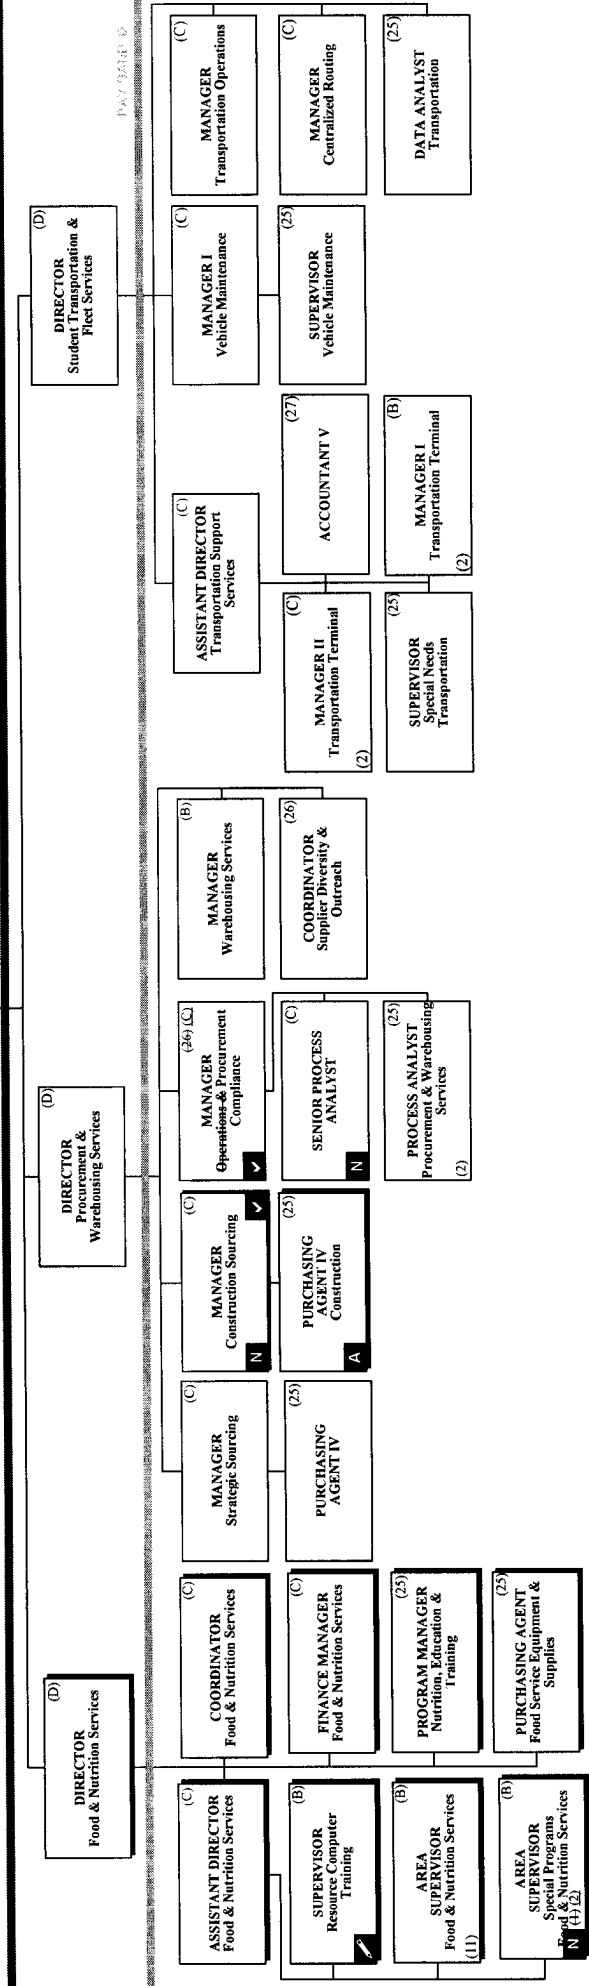 PAY BAND
(D)
DIRECTOR
Food & Nutrition Services
(C)
ASSISTANT DIRECTOR
Food & Nutrition Services
(B)
SUPERVISOR
Resource Computer
Training
(B)
AREA
SUPERVISOR
Food & Nutrition Services
(11)
(B)
AREA
SUPERVISOR
Special Programs
Food & Nutrition Services
N (1) (2)
(C)
COORDINATOR
Food & Nutrition Services
(C)
FINANCE MANAGER
Food & Nutrition Services
(25)
PROGRAM MANAGER
Nutrition, Education &
Training
(25)
PURCHASING AGENT
Food Service Equipment &
Supplies
(D)
DIRECTOR
Procurement &
Warehousing Services
(C)
MANAGER
Strategic Sourcing
(25)
PURCHASING
AGENT IV
(C)
MANAGER
Construction Sourcing
N
(25)
PURCHASING
AGENT IV
Construction
A
(26) (C)
MANAGER
Operations & Procurement
Compliance
(C)
SENIOR PROCESS
ANALYST
N
(25)
PROCESS ANALYST
Procurement & Warehousing
Services
(2)
(B)
MANAGER
Warehousing Services
(26)
COORDINATOR
Supplier Diversity &
Outreach
(D)
DIRECTOR
Student Transportation &
Fleet Services
(C)
ASSISTANT DIRECTOR
Transportation Support
Services
(C)
MANAGER II
Transportation Terminal
(2)
(27)
ACCOUNTANT V
(25)
SUPERVISOR
Special Needs
Transportation
(B)
MANAGER I
Transportation Terminal
(2)
(C)
MANAGER I
Vehicle Maintenance
(25)
SUPERVISOR
Vehicle Maintenance
(C)
MANAGER
Transportation Operations
(C)
MANAGER
Centralized Routing
(25)
DATA ANALYST
Transportation